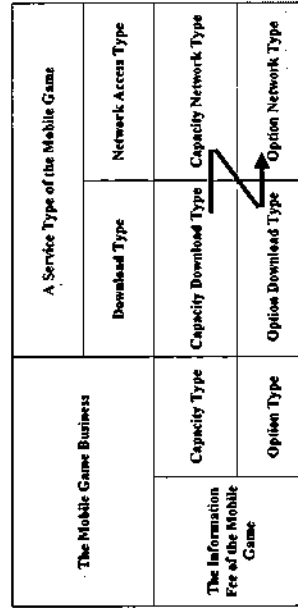 The Mobile Game Business
A Service Type of the Mobile Game
Download Type
Network Access Type
The Information
Fee of the Mobile
Game
Capacity Type
Capacity Download Type
Capacity Network Type
Option Type
Option Download Type
Option Network Type